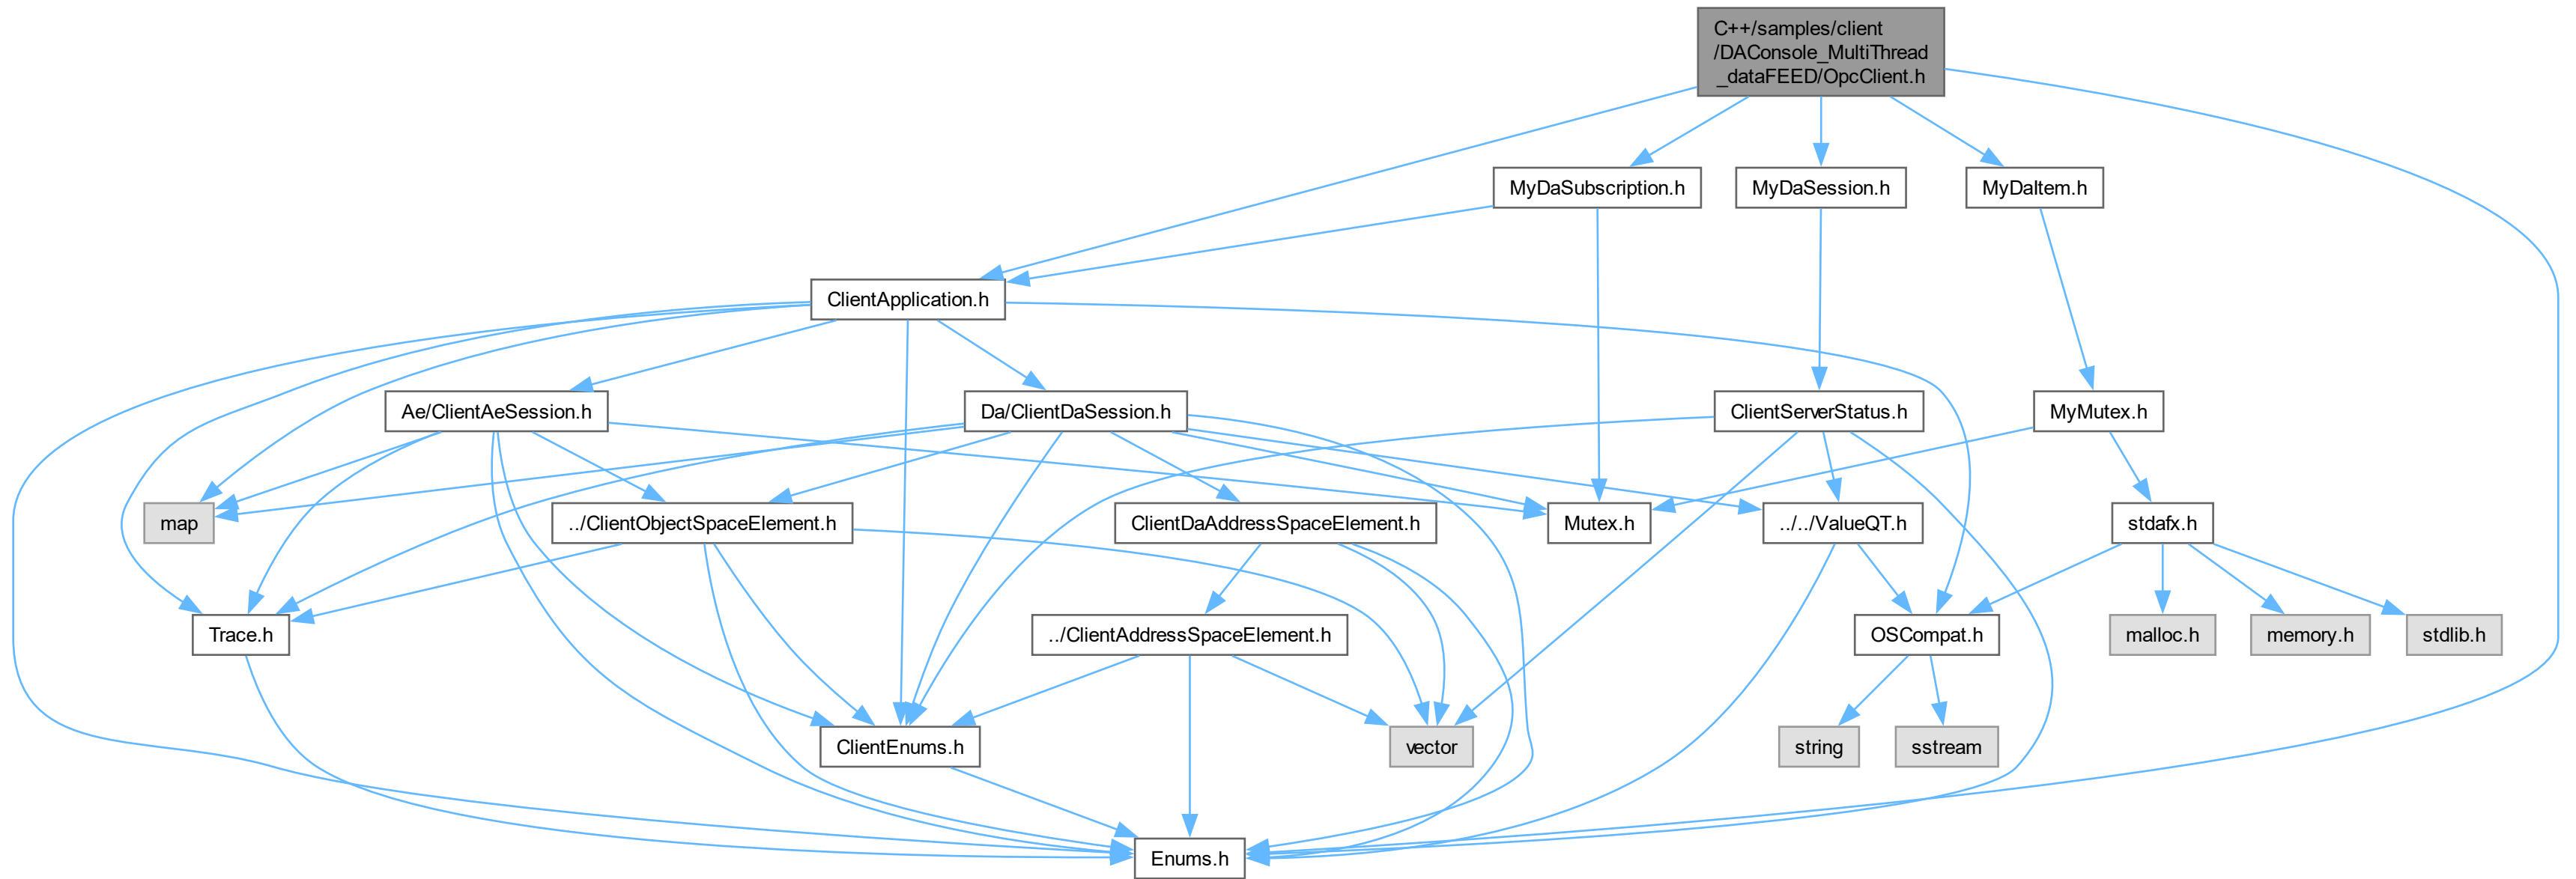 C++/samples/client
/DAConsole_MultiThread
_dataFEED/OpcClient.h
MyDaSubscription.h
MyDaSession.h
MyDaItem.h
ClientApplication.h
Ae/ClientAeSession.h
Da/ClientDaSession.h
ClientServerStatus.h
MyMutex.h
map
../ClientObjectSpaceElement.h
ClientDaAddressSpaceElement.h
Mutex.h
../../ValueQT.h
stdafx.h
Trace.h
../ClientAddressSpaceElement.h
OSCompat.h
malloc.h
memory.h
stdlib.h
ClientEnums.h
vector
string
sstream
Enums.h